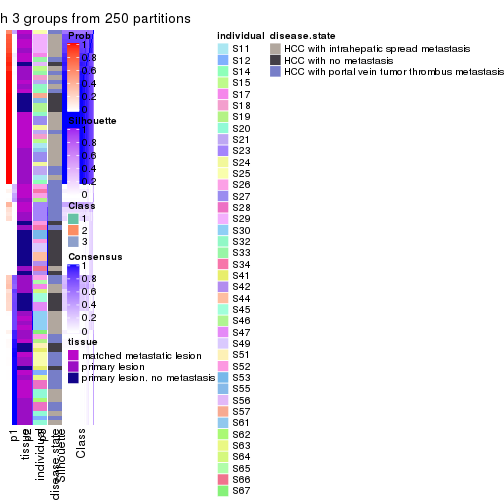 h 3 groups from 250 partitions
Prob
1
0.8
0.6
0.4
0.2
0
Silhouette
1
0.8
0.6
0.4
0.2
0
Class
1
2
3
Consensus
1
0.8
0.6
0.4
0.2
0
tissue
matched metastatic lesion
primary lesion
primary lesion. no metastasis
individual
S11
S12
S14
S15
S17
S18
S19
S20
S21
S23
S24
S25
S26
S27
S28
S29
S30
S32
S33
S34
S41
S42
S44
S45
S46
S47
S49
S51
S52
S53
S55
S56
S57
S61
S62
S63
S64
S65
S66
S67
disease.state
HCC with intrahepatic spread metastasis
HCC with no metastasis
HCC with portal vein tumor thrombus metastasis
p1
tissue
individual
disease.state
Silhouette
Class